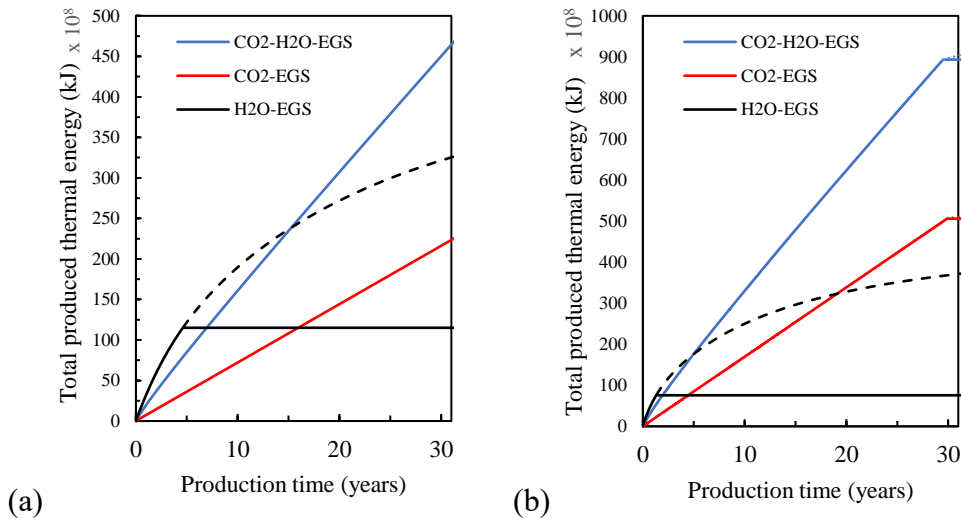 Total produced thermal energy (kJ) x 10⁸
500
450
400
350
300
250
200
150
100
50
0
CO2-H2O-EGS
CO2-EGS
H2O-EGS
0 10 20 30
Production time (years)
(a)
Total produced thermal energy (kJ) x 10⁸
1000
900
800
700
600
500
400
300
200
100
0
CO2-H2O-EGS
CO2-EGS
H2O-EGS
0 10 20 30
Production time (years)
(b)